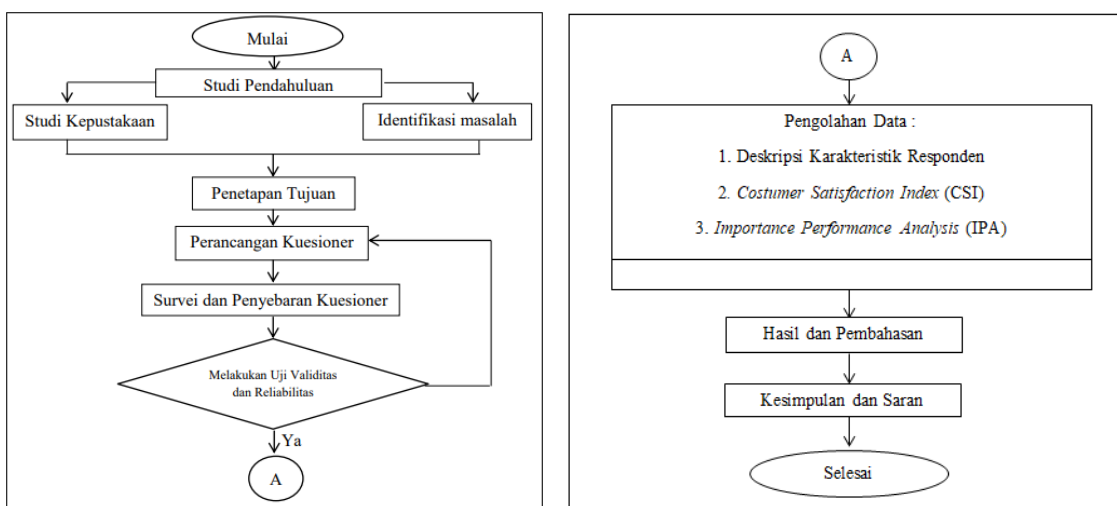 Mulai
Studi Pendahuluan
Studi Kepustakaan
Identifikasi masalah
Penetapan Tujuan
Perancangan Kuesioner
Survei dan Penyebaran Kuesioner
Melakukan Uji Validitas
dan Reliabilitas
Ya
A
A
Pengolahan Data :
1. Deskripsi Karakteristik Responden
2. Costumer Satisfaction Index (CSI)
3. Importance Performance Analysis (IPA)
Hasil dan Pembahasan
Kesimpulan dan Saran
Selesai